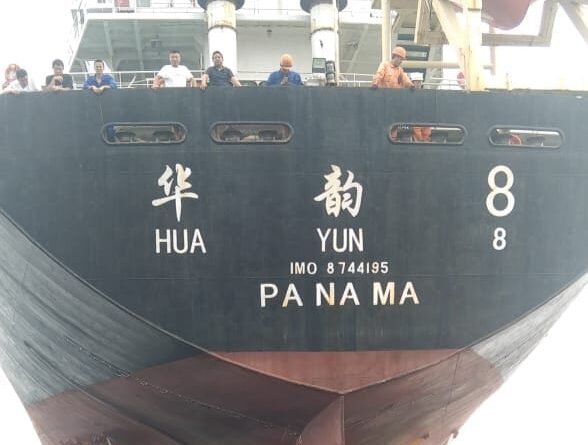 华 韵 8
HUA YUN 8
IMO 8744195
PANAMA